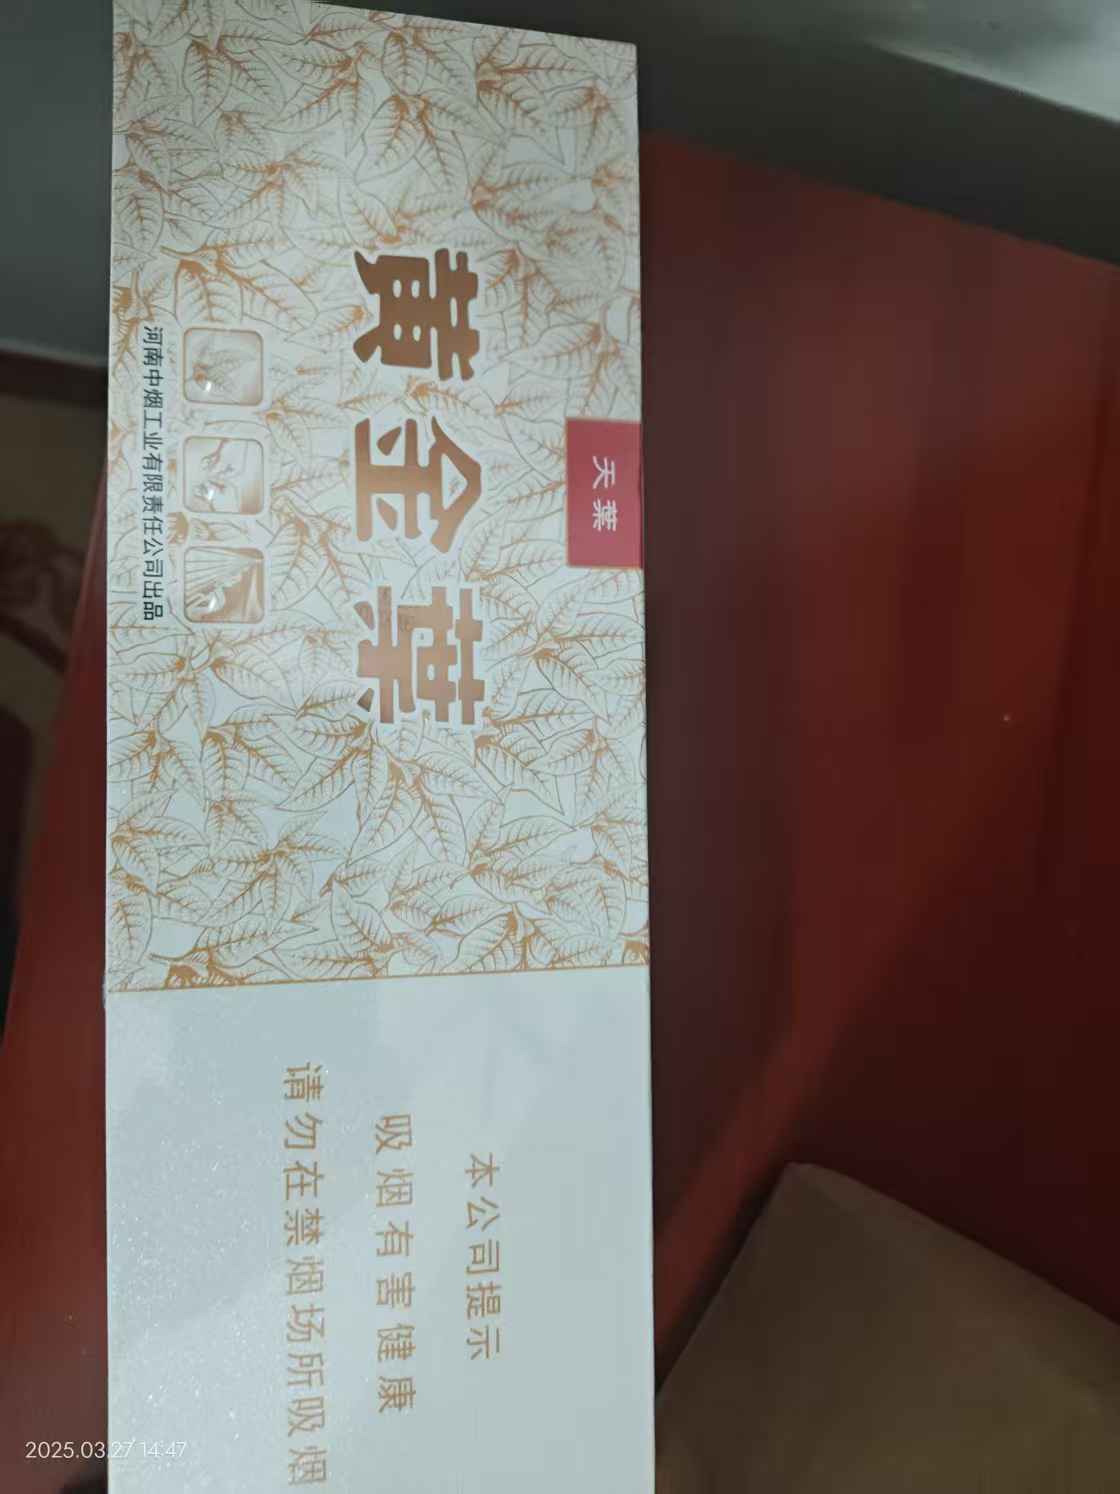 天葉
黄金葉
河南中烟工业有限责任公司出品
本公司提示
吸烟有害健康
请勿在禁烟场所吸烟
2025.03.27 14:47